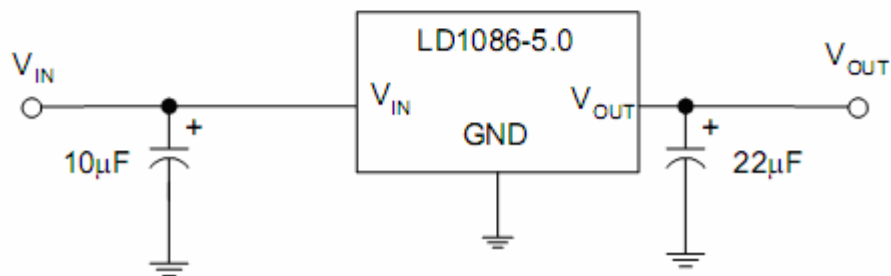 LD1086-5.0
V_IN
V_OUT
V_IN
V_OUT
GND
+
+
10μF
22μF